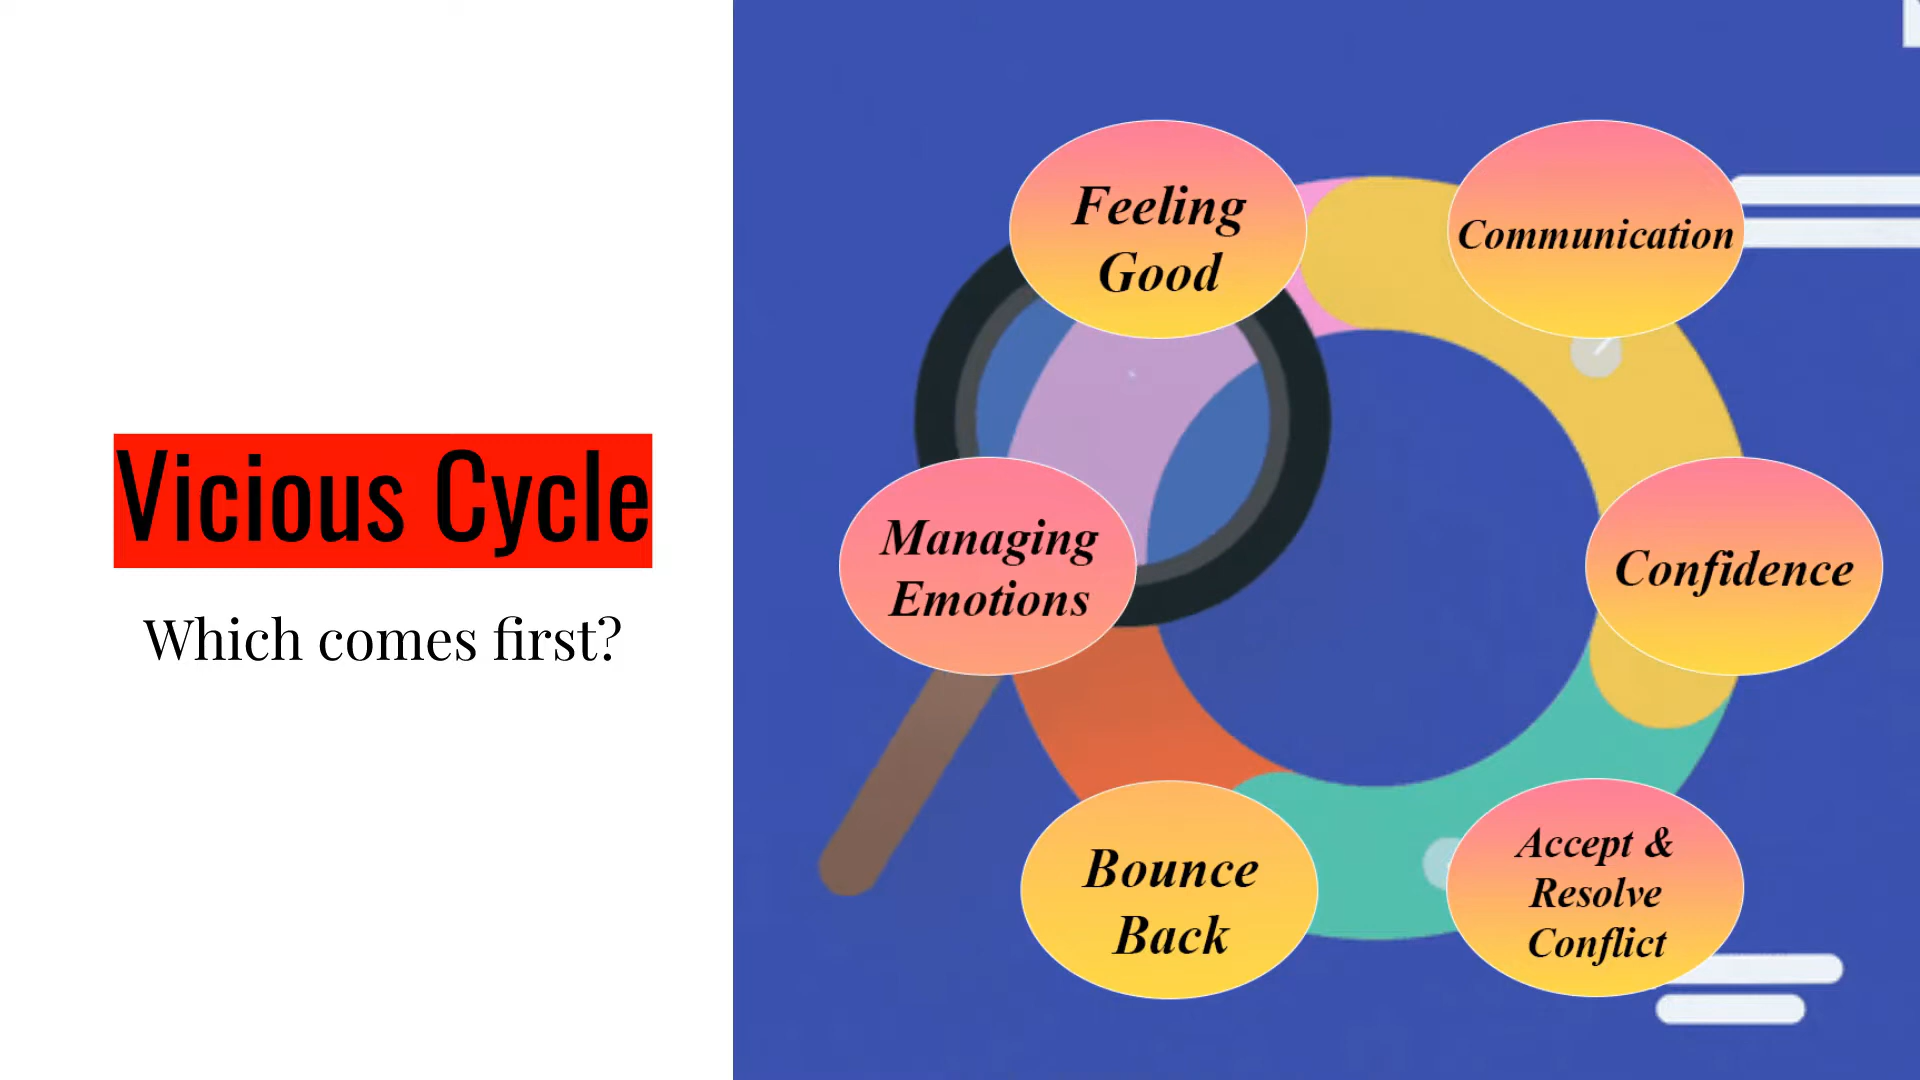 Vicious Cycle
Which comes first?
Feeling
Good
Communication
Managing
Emotions
Confidence
Bounce
Back
Accept &
Resolve
Conflict